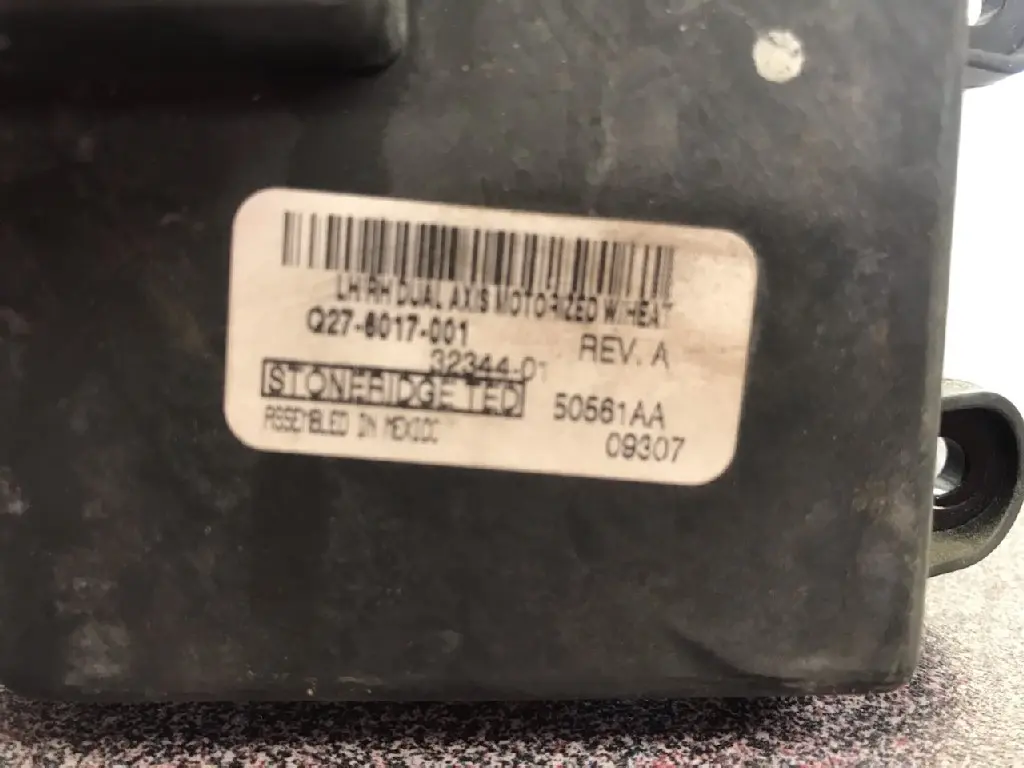 LH/RH DUAL AXIS MOTORIZED W/HEAT
Q27-6017-001
REV. A
32344-01
STONERIDGE TED
50561AA
ASSEMBLED IN MEXICO
09307